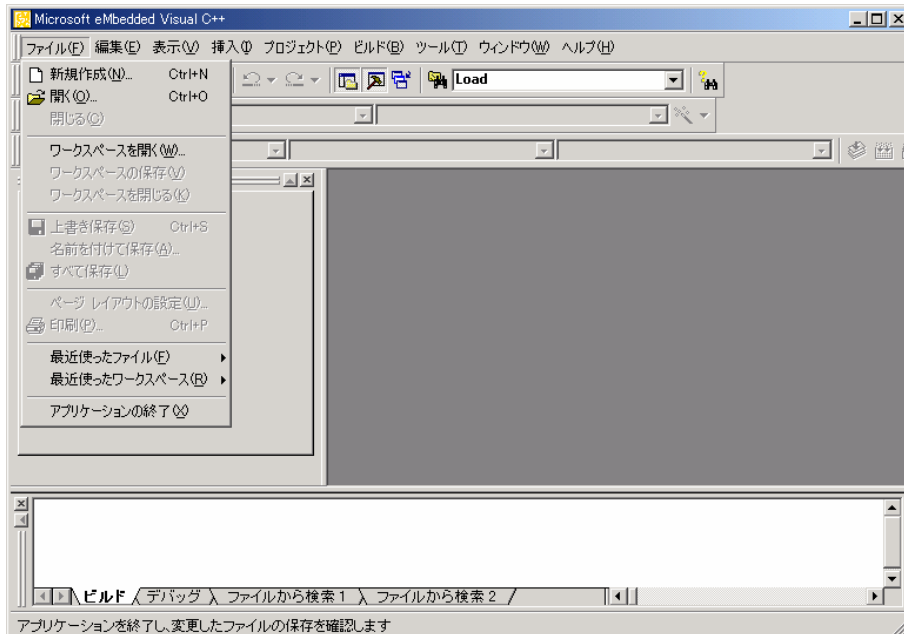 Microsoft eMbedded Visual C++
ファイル(F) 編集(E) 表示(V) 挿入(I) プロジェクト(P) ビルド(B) ツール(T) ウィンドウ(W) ヘルプ(H)
新規作成(N)... Ctrl+N
開く(O)... Ctrl+O
閉じる(C)
ワークスペースを開く(W)...
ワークスペースの保存(V)
ワークスペースを閉じる(K)
上書き保存(S) Ctrl+S
名前を付けて保存(A)...
すべて保存(L)
ページ レイアウトの設定(U)...
印刷(P)... Ctrl+P
最近使ったファイル(F)
最近使ったワークスペース(R)
アプリケーションの終了(X)
Load
ビルド デバッグ ファイルから検索 1 ファイルから検索 2
アプリケーションを終了し、変更したファイルの保存を確認します